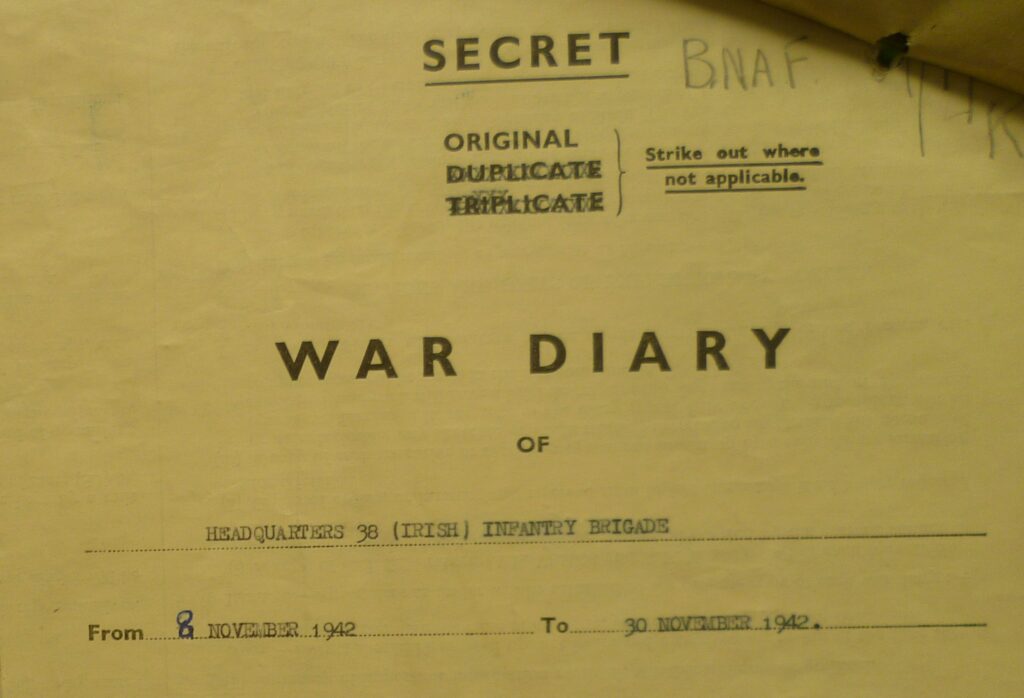 SECRET BNAF.
ORIGINAL
DUPLICATE
TRIPLICATE
Strike out where
not applicable.
WAR DIARY
OF
HEADQUARTERS 38 (IRISH) INFANTRY BRIGADE
From 8 NOVEMBER 1942 To 30 NOVEMBER 1942.